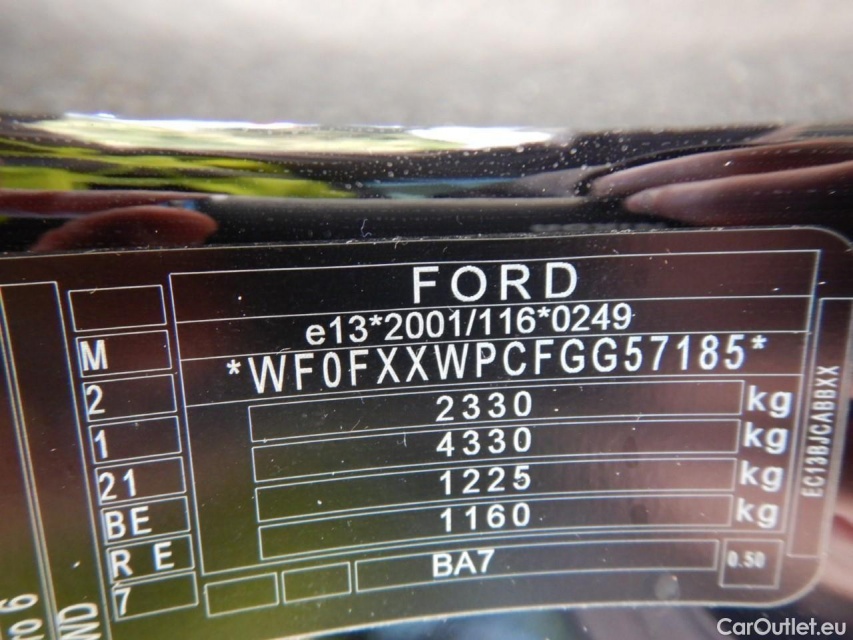 FORD
e13*2001/116*0249
M
*WF0FXXWPCFGG57185*
2
2330 kg
1
4330 kg
21
1225 kg
BE
1160 kg
R E
BA7
0.50
7
EC13BJCABBXX
CarOutlet.eu